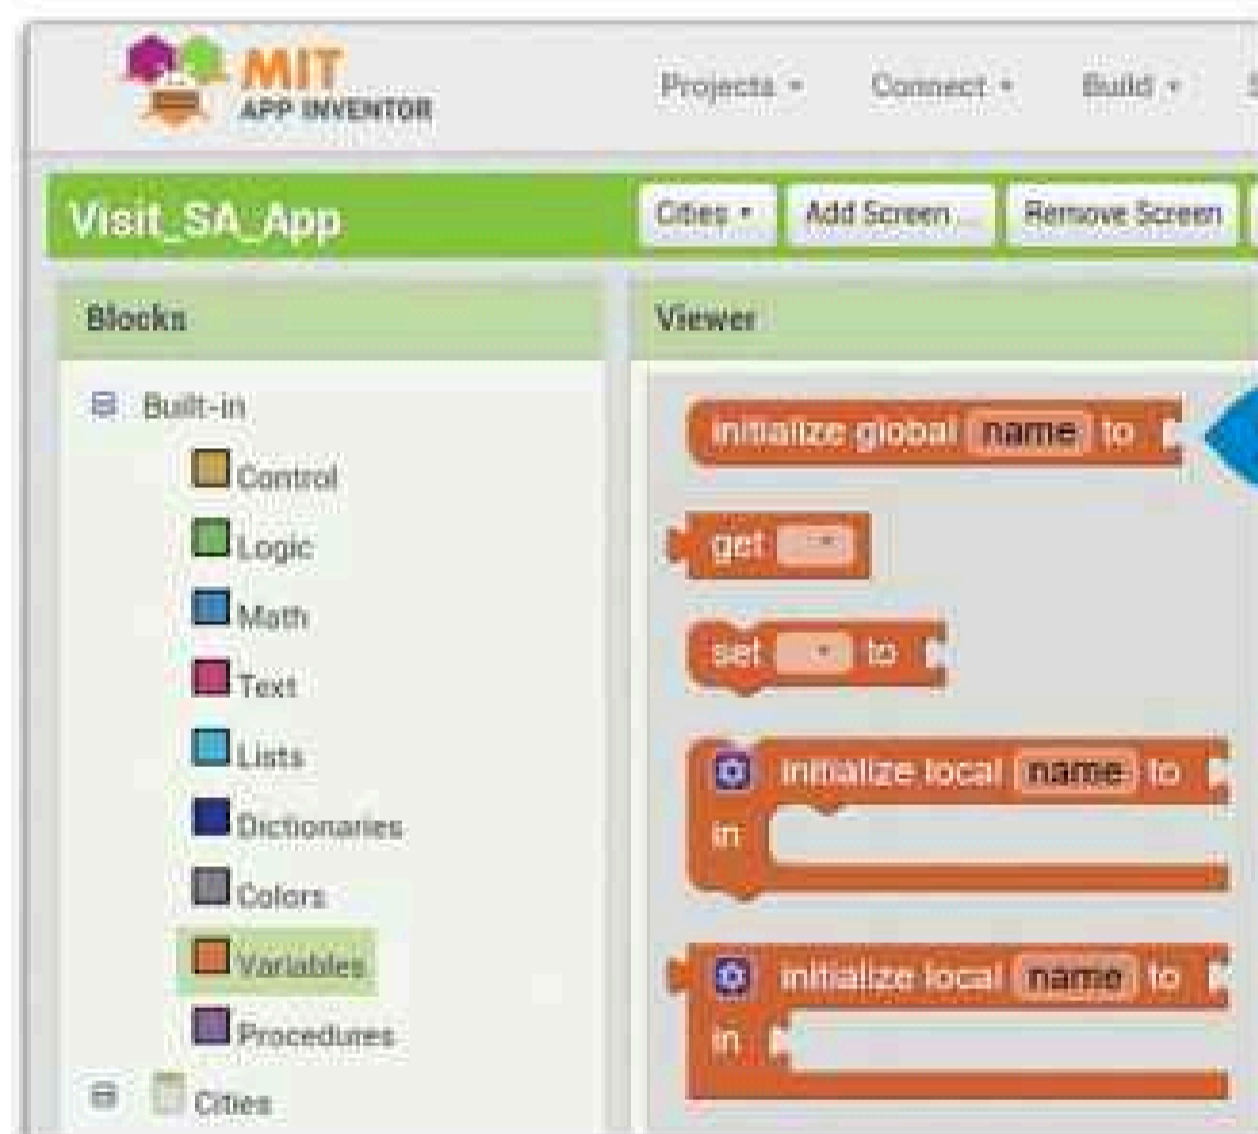 MIT
APP INVENTOR
Projects Connect Build
Visit_SA_App
Cities Add Screen ... Remove Screen
Blocks
Viewer
Built-in
Control
Logic
Math
Text
Lists
Dictionaries
Colors
Variables
Procedures
Cities
initialize global name to
get
set to
initialize local name to
in
initialize local name to
in